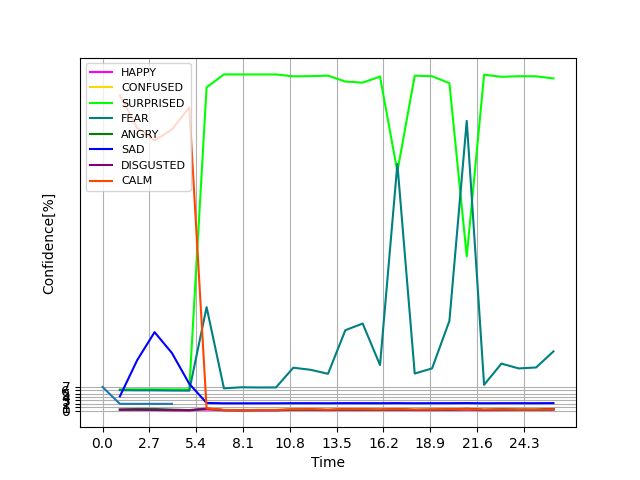 HAPPY
CONFUSED
SURPRISED
FEAR
ANGRY
SAD
DISGUSTED
CALM
Confidence[%]
0.0 2.7 5.4 8.1 10.8 13.5 16.2 18.9 21.6 24.3
Time